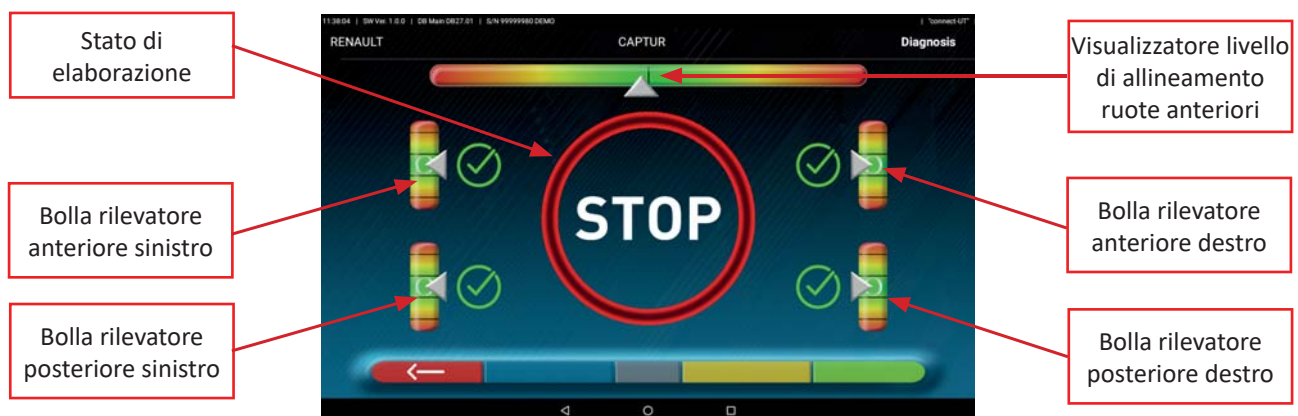 Stato di
elaborazione
Bolla rilevatore
anteriore sinistro
Bolla rilevatore
posteriore sinistro
11:38:04 | SW Ver. 1.0.0 | DB Main DB27.01 | S/N 99999980 DEMO | "connect-UT"
RENAULT CAPTUR Diagnosis
STOP
Visualizzatore livello
di allineamento
ruote anteriori
Bolla rilevatore
anteriore destro
Bolla rilevatore
posteriore destro